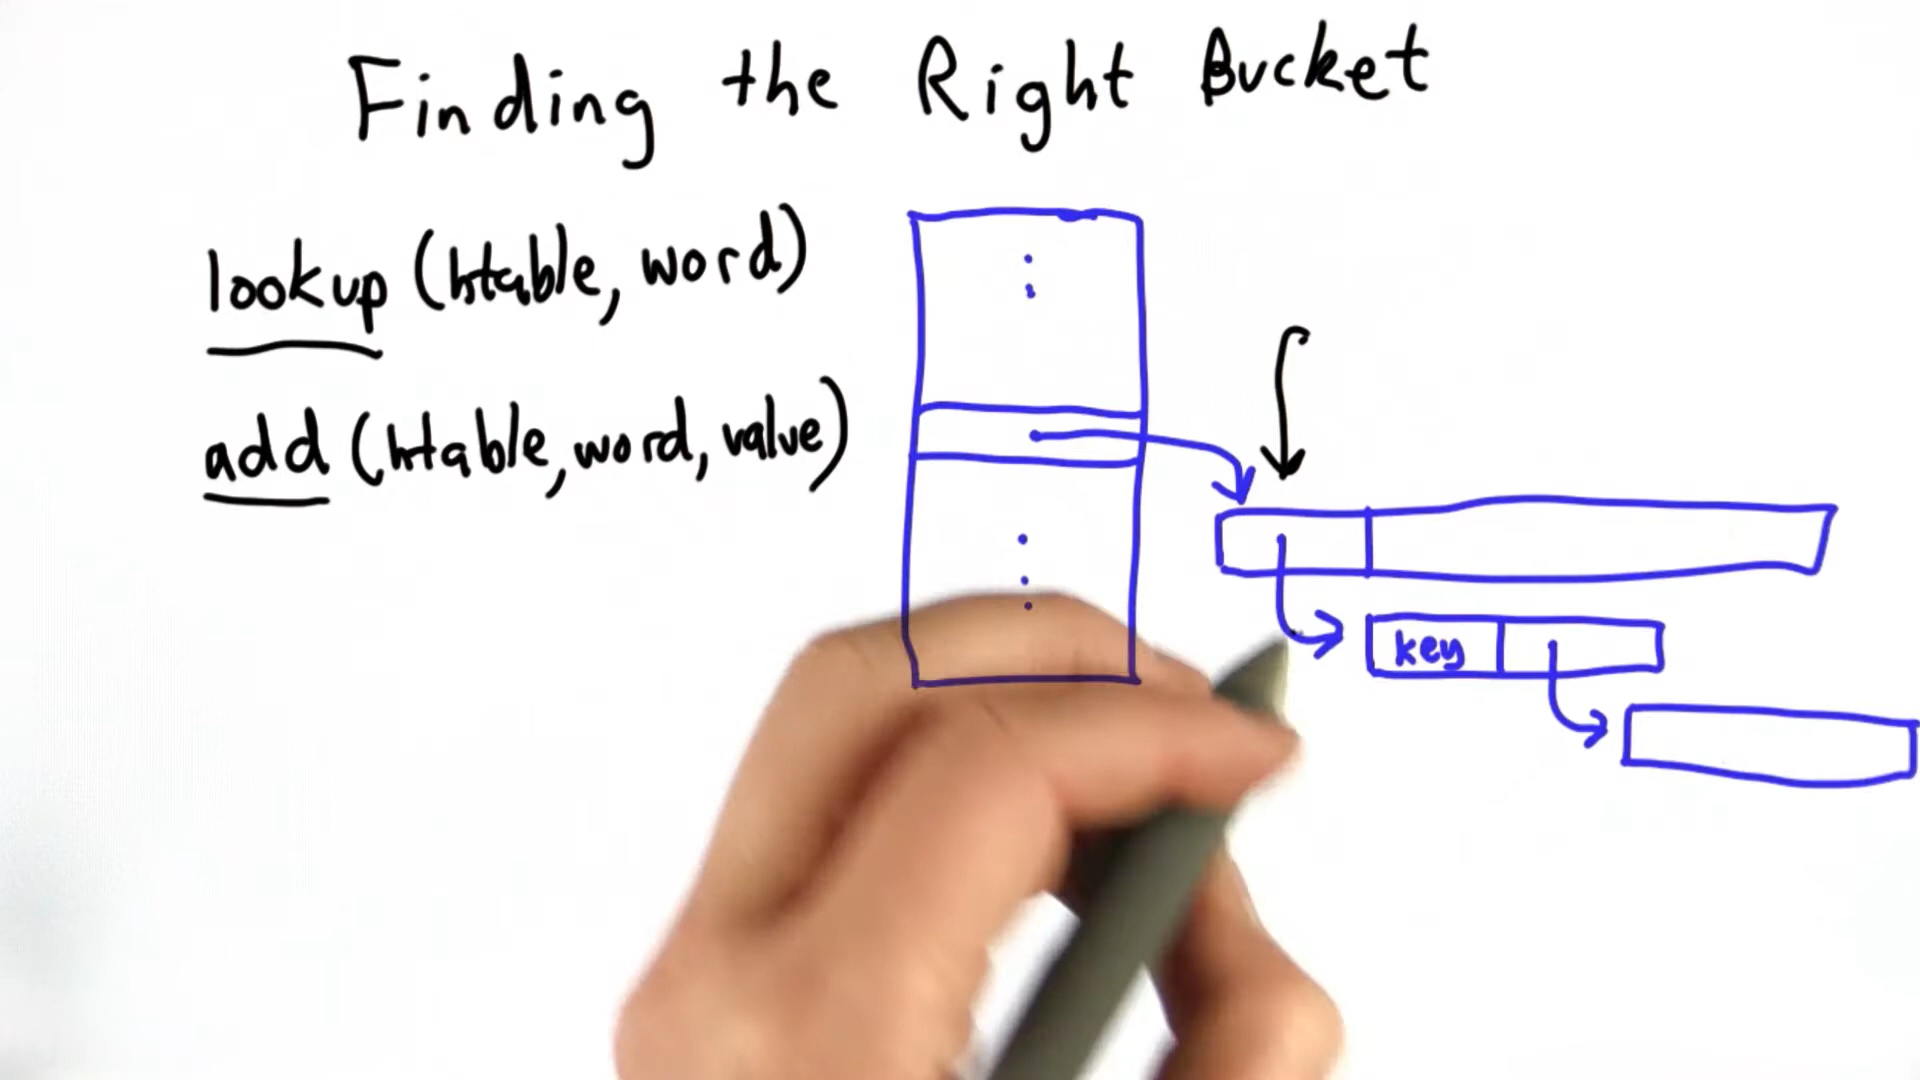 Finding the Right Bucket
lookup (htable, word)
add (htable, word, value)
key